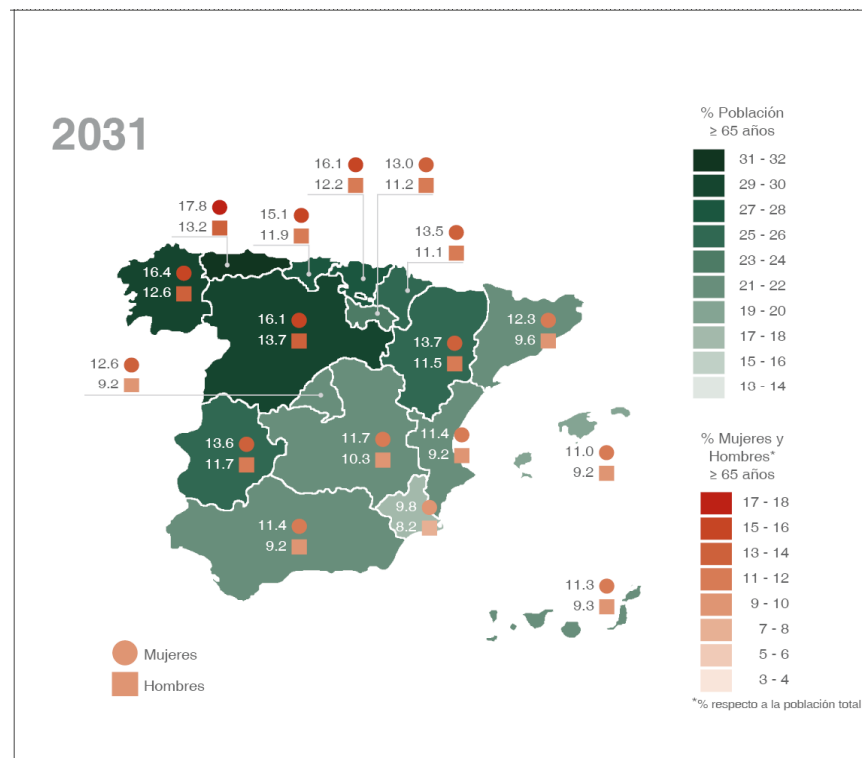 2031
16.1
12.2
13.0
11.2
17.8
13.2
15.1
11.9
13.5
11.1
16.4
12.6
16.1
13.7
13.7
11.5
12.3
9.6
12.6
9.2
13.6
11.7
11.7
10.3
11.4
9.2
11.0
9.2
9.8
8.2
11.4
9.2
11.3
9.3
Mujeres
Hombres
% Población
≥ 65 años
31 - 32
29 - 30
27 - 28
25 - 26
23 - 24
21 - 22
19 - 20
17 - 18
15 - 16
13 - 14
% Mujeres y
Hombres*
≥ 65 años
17 - 18
15 - 16
13 - 14
11 - 12
9 - 10
7 - 8
5 - 6
3 - 4
*% respecto a la población total